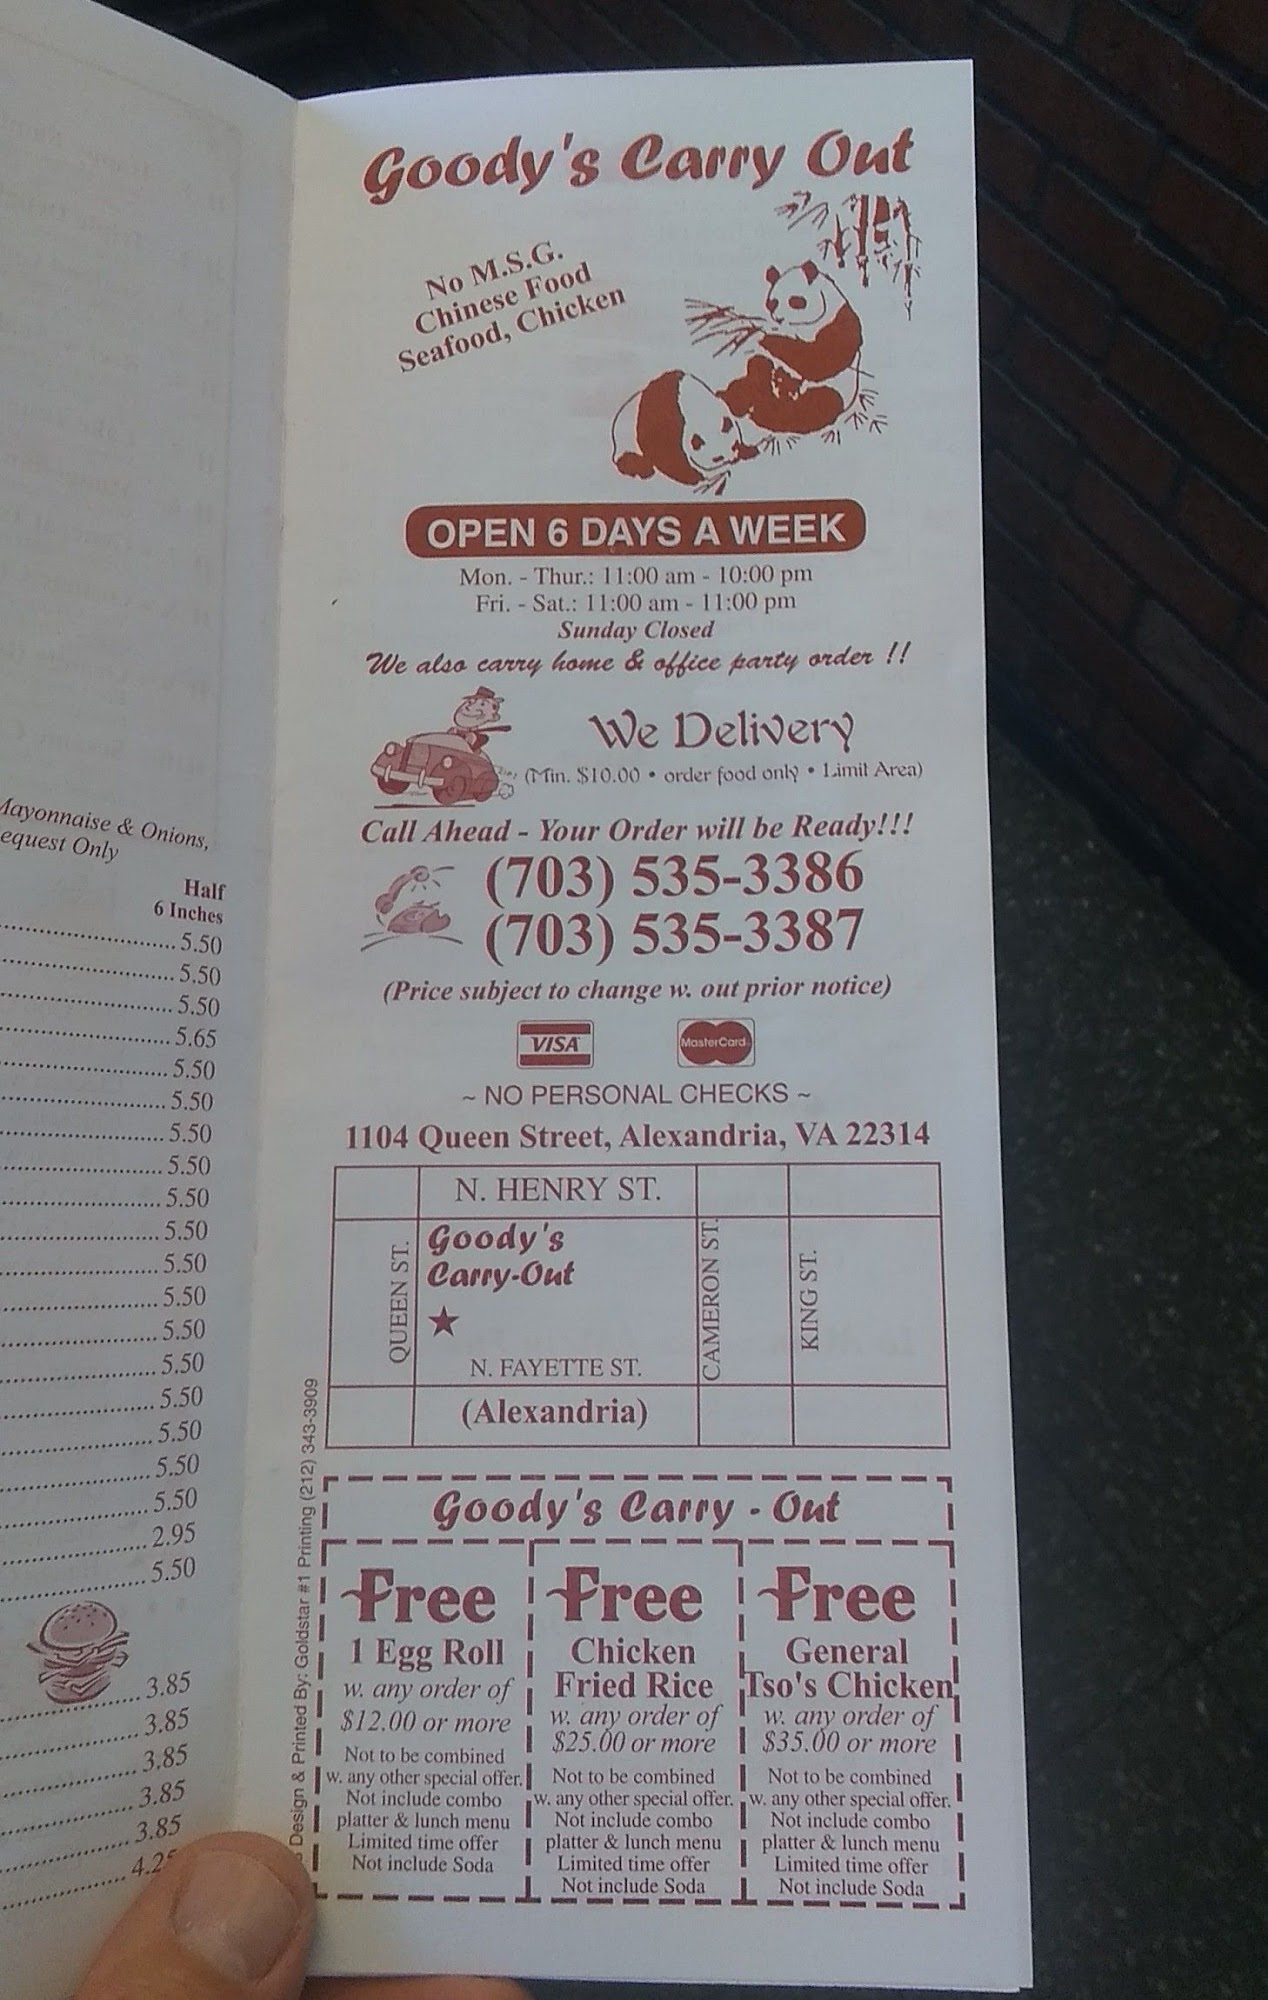 Mayonnaise & Onions,
equest Only
Half
6 Inches
5.50
5.50
5.50
5.65
5.50
5.50
5.50
5.50
5.50
5.50
5.50
5.50
5.50
5.50
5.50
5.50
5.50
5.50
2.95
5.50
3.85
3.85
3.85
3.85
3.85
4.25
Goody's Carry Out
No M.S.G.
Chinese Food
Seafood, Chicken
OPEN 6 DAYS A WEEK
Mon. - Thur.: 11:00 am - 10:00 pm
Fri. - Sat.: 11:00 am - 11:00 pm
Sunday Closed
We also carry home & office party order !!
We Delivery
(Min. $10.00 • order food only • Limit Area)
Call Ahead - Your Order will be Ready!!!
(703) 535-3386
(703) 535-3387
(Price subject to change w. out prior notice)
VISA MasterCard
~ NO PERSONAL CHECKS ~
1104 Queen Street, Alexandria, VA 22314
N. HENRY ST.
QUEEN ST.
Goody's
Carry-Out
CAMERON ST.
KING ST.
N. FAYETTE ST.
(Alexandria)
Design & Printed By: Goldstar #1 Printing (212) 343-3909
Goody's Carry - Out
Free
1 Egg Roll
w. any order of
$12.00 or more
Not to be combined
w. any other special offer.
Not include combo
platter & lunch menu
Limited time offer
Not include Soda
Free
Chicken
Fried Rice
w. any order of
$25.00 or more
Not to be combined
w. any other special offer.
Not include combo
platter & lunch menu
Limited time offer
Not include Soda
Free
General
Tso's Chicken
w. any order of
$35.00 or more
Not to be combined
w. any other special offer.
Not include combo
platter & lunch menu
Limited time offer
Not include Soda